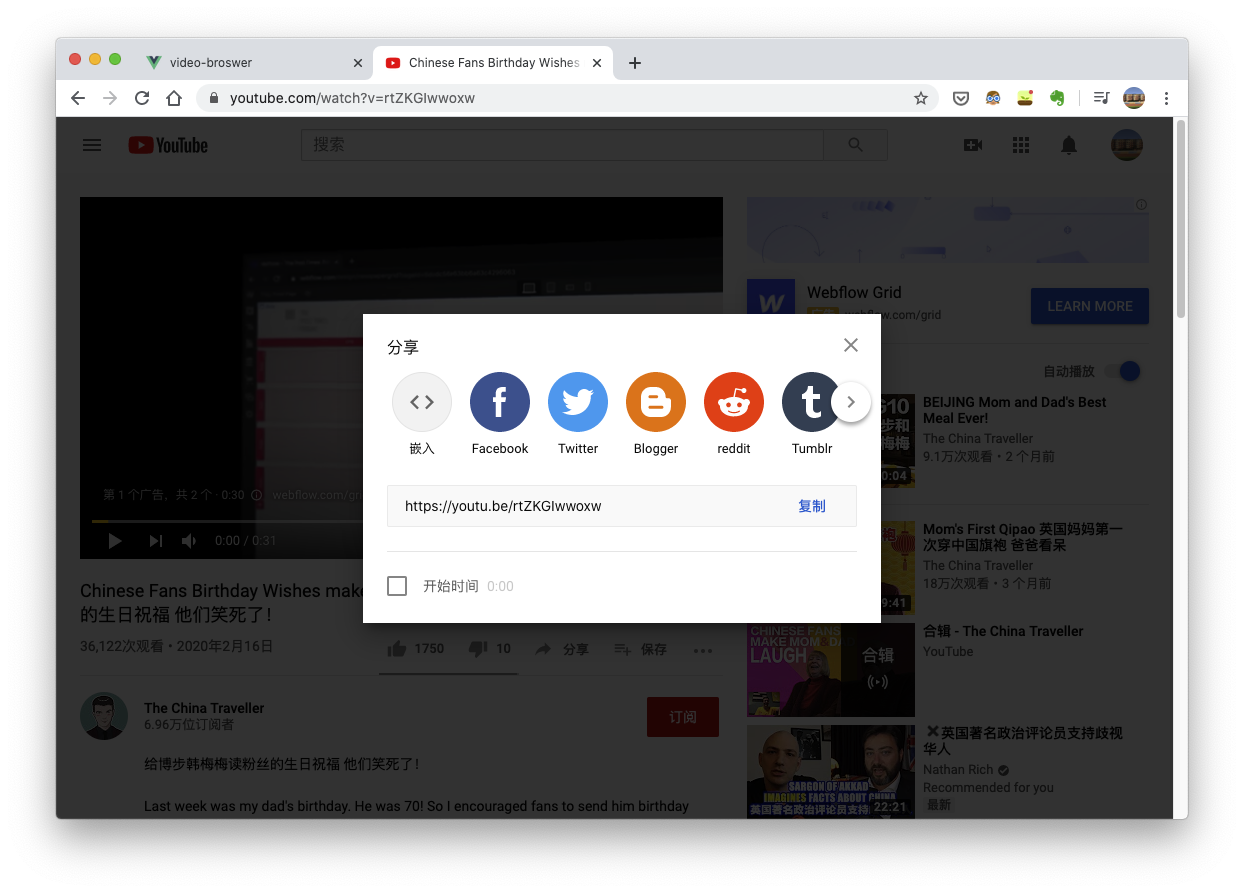 video-broswer
Chinese Fans Birthday Wishes
youtube.com/watch?v=rtZKGIwwoxw
YouTube
搜索
Webflow Grid
webflow.com/grid
LEARN MORE
分享
嵌入
Facebook
Twitter
Blogger
reddit
Tumblr
https://youtu.be/rtZKGIwwoxw
复制
开始时间 0:00
第 1 个广告，共 2 个 · 0:30
webflow.com/gri
0:00 / 0:31
自动播放
BEIJING Mom and Dad's Best
Meal Ever!
The China Traveller
9.1万次观看 • 2 个月前
G10
步和
梅梅
0:04
Mom's First Qipao 英国妈妈第一
次穿中国旗袍 爸爸看呆
The China Traveller
18万次观看 • 3 个月前
袍
9:41
Chinese Fans Birthday Wishes make
的生日祝福 他们笑死了！
36,122次观看 • 2020年2月16日
1750
10
分享
保存
CHINESE FANS
MAKE MOM
DA
LAUGH
合辑
合辑 - The China Traveller
YouTube
The China Traveller
6.96万位订阅者
订阅
给博步韩梅梅读粉丝的生日祝福 他们笑死了！
Last week was my dad's birthday. He was 70! So I encouraged fans to send him birthday
SARGON OF AKKAD
IMAGINES FACTS ABOUT CHINA
英国著名政治评论员支持
22:21
英国著名政治评论员支持歧视
华人
Nathan Rich
Recommended for you
最新